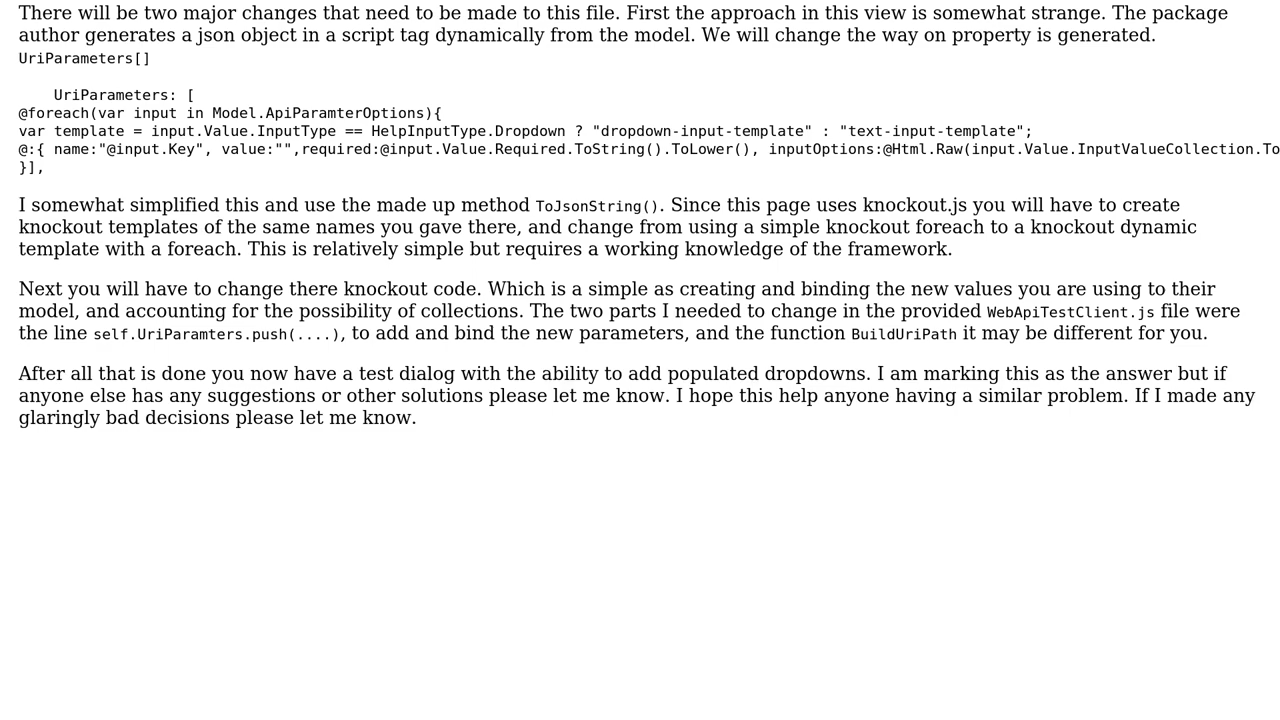 There will be two major changes that need to be made to this file. First the approach in this view is somewhat strange. The package
author generates a json object in a script tag dynamically from the model. We will change the way on property is generated.
UriParameters[]
UriParameters: [
@foreach(var input in Model.ApiParamterOptions){
var template = input.Value.InputType == HelpInputType.Dropdown ? "dropdown-input-template" : "text-input-template";
@:{ name:"@input.Key", value:"",required:@input.Value.Required.ToString().ToLower(), inputOptions:@Html.Raw(input.Value.InputValueCollection.To
}],
I somewhat simplified this and use the made up method ToJsonString(). Since this page uses knockout.js you will have to create
knockout templates of the same names you gave there, and change from using a simple knockout foreach to a knockout dynamic
template with a foreach. This is relatively simple but requires a working knowledge of the framework.
Next you will have to change there knockout code. Which is a simple as creating and binding the new values you are using to their
model, and accounting for the possibility of collections. The two parts I needed to change in the provided WebApiTestClient.js file were
the line self.UriParamters.push(....), to add and bind the new parameters, and the function BuildUriPath it may be different for you.
After all that is done you now have a test dialog with the ability to add populated dropdowns. I am marking this as the answer but if
anyone else has any suggestions or other solutions please let me know. I hope this help anyone having a similar problem. If I made any
glaringly bad decisions please let me know.